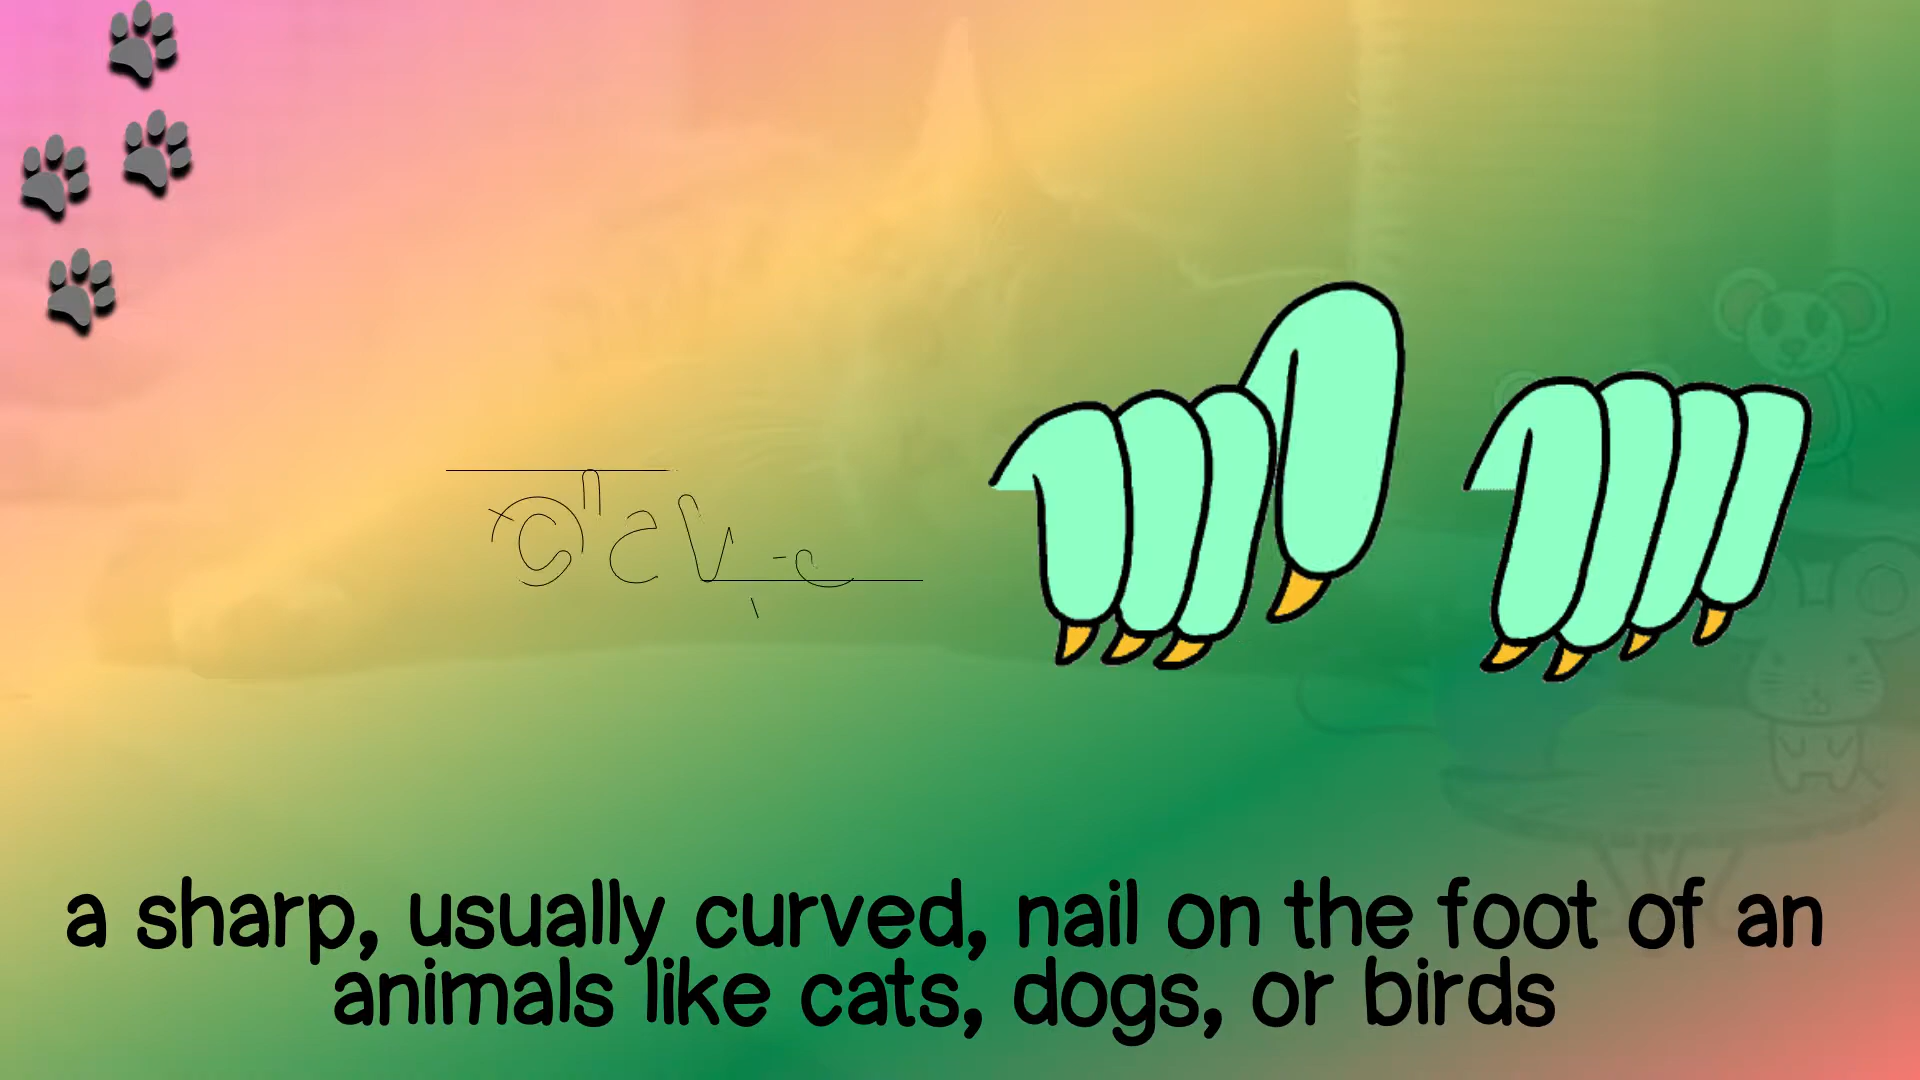 a sharp, usually curved, nail on the foot of an
animals like cats, dogs, or birds